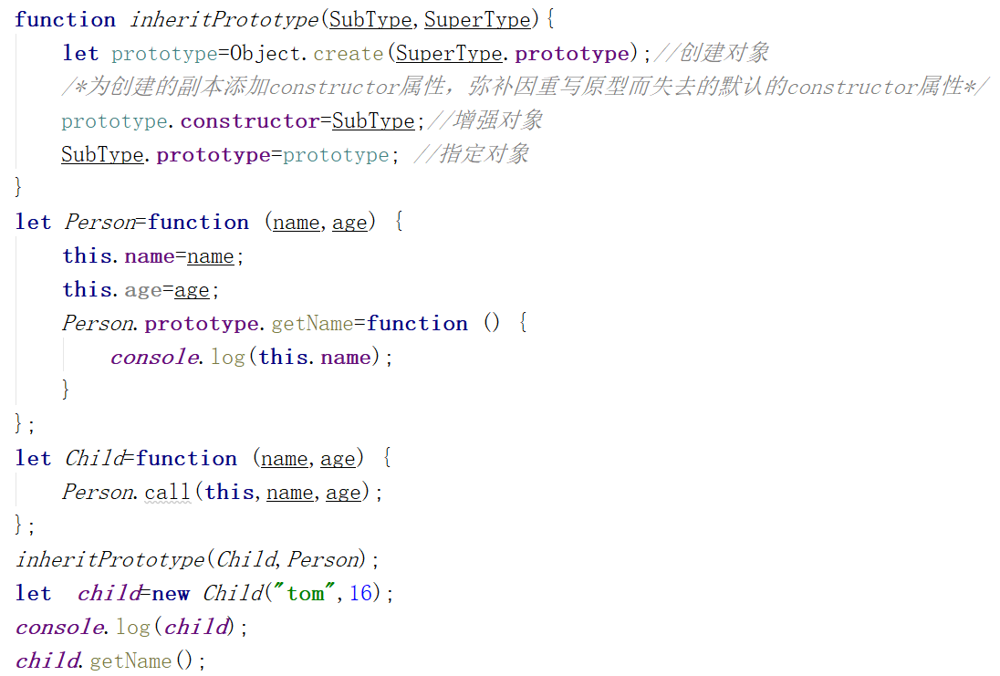 function inheritPrototype(SubType,SuperType){
    let prototype=Object.create(SuperType.prototype);//创建对象
    /*为创建的副本添加constructor属性，弥补因重写原型而失去的默认的constructor属性*/
    prototype.constructor=SubType;//增强对象
    SubType.prototype=prototype; //指定对象
}
let Person=function (name,age) {
    this.name=name;
    this.age=age;
    Person.prototype.getName=function () {
        console.log(this.name);
    }
};
let Child=function (name,age) {
    Person.call(this,name,age);
};
inheritPrototype(Child,Person);
let  child=new Child("tom",16);
console.log(child);
child.getName();